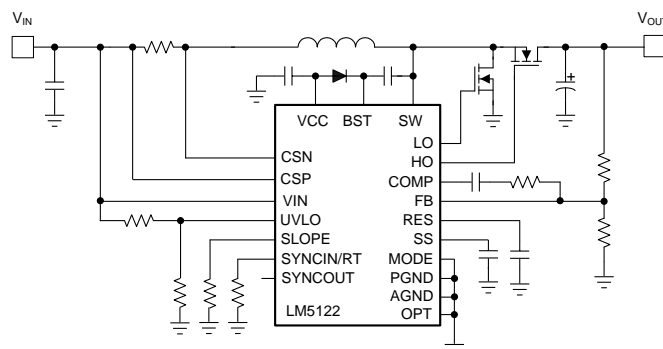 VIN
VOUT
+
VCC BST SW
LO
HO
CSN
COMP
CSP
FB
VIN
RES
UVLO
SS
SLOPE
MODE
SYNCIN/RT
PGND
SYNCOUT
AGND
LM5122
OPT